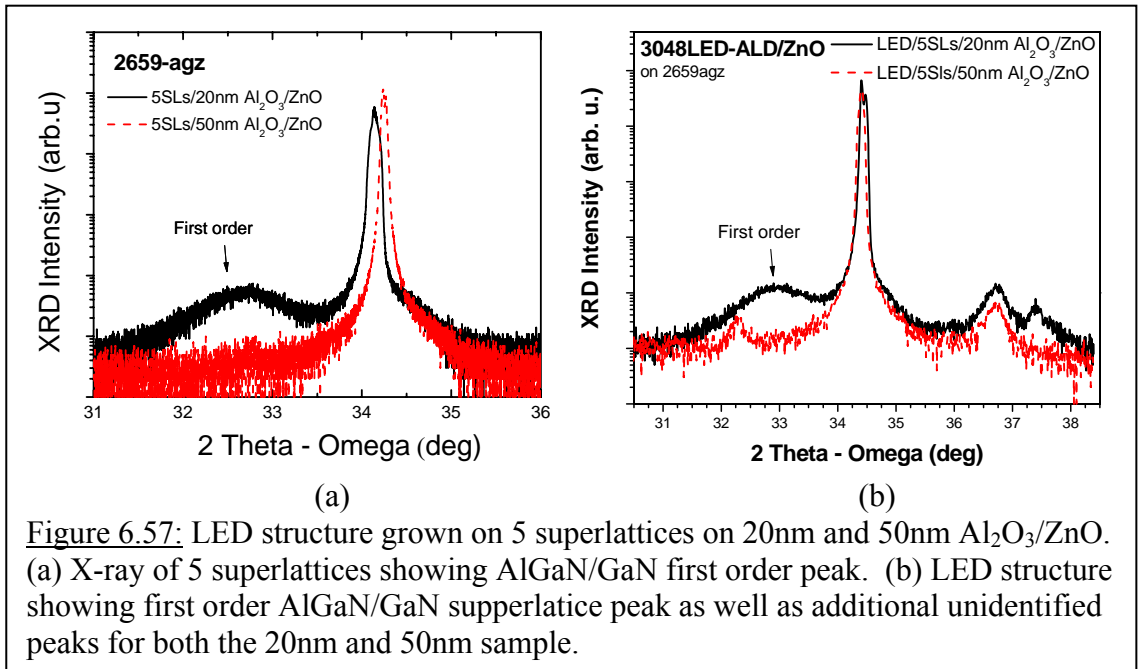 2659-agz
5SLs/20nm Al₂O₃/ZnO
5SLs/50nm Al₂O₃/ZnO
First order
XRD Intensity (arb.u)
31 32 33 34 35 36
2 Theta - Omega (deg)
(a)
3048LED-ALD/ZnO
on 2659agz
LED/5SLs/20nm Al₂O₃/ZnO
LED/5Sls/50nm Al₂O₃/ZnO
First order
XRD Intensity (arb. u.)
31 32 33 34 35 36 37 38
2 Theta - Omega (deg)
(b)
Figure 6.57: LED structure grown on 5 superlattices on 20nm and 50nm Al₂O₃/ZnO.
(a) X-ray of 5 superlattices showing AlGaN/GaN first order peak. (b) LED structure
showing first order AlGaN/GaN supperlatice peak as well as additional unidentified
peaks for both the 20nm and 50nm sample.